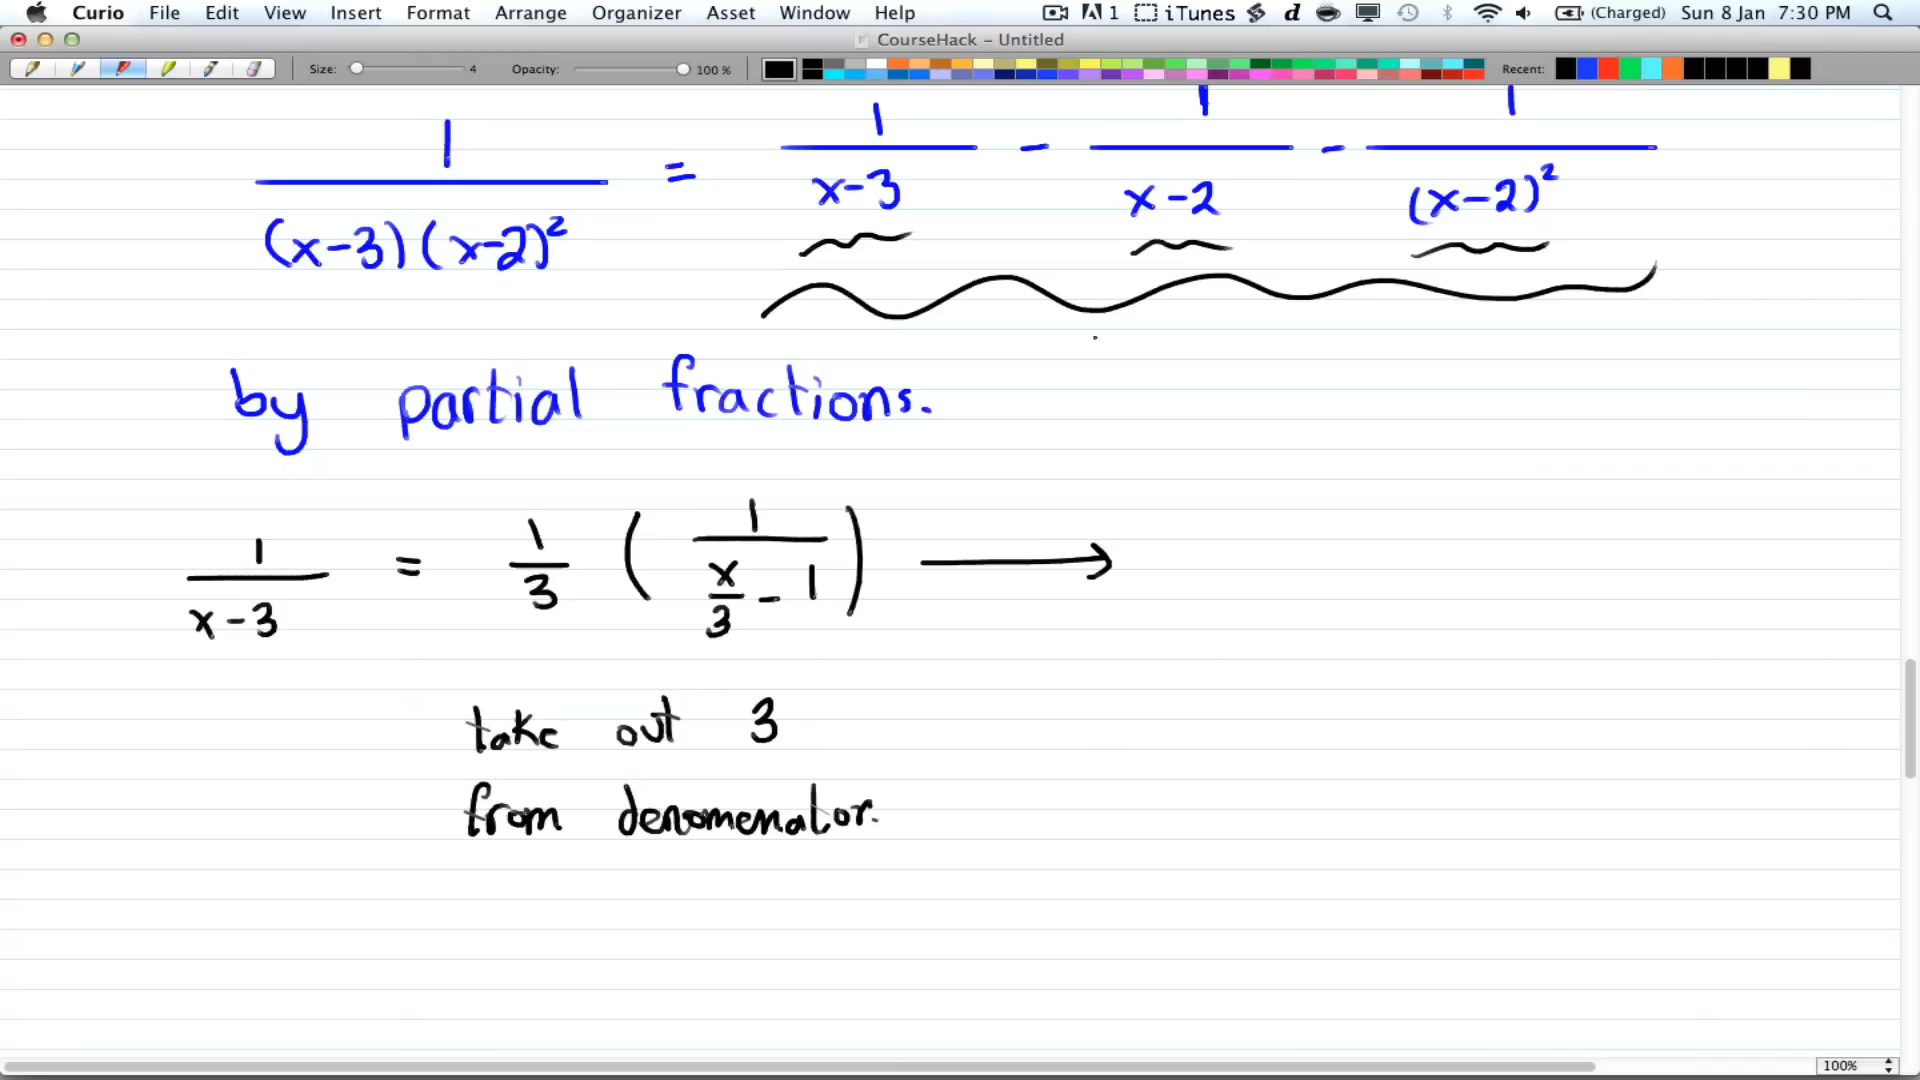 Curio File Edit View Insert Format Arrange Organizer Asset Window Help 1 iTunes d (Charged) Sun 8 Jan 7:30 PM
CourseHack – Untitled
Size: 4 Opacity: 100 % Recent:
1/((x-3)(x-2)²) = 1/(x-3) - 1/(x-2) - 1/(x-2)²
by partial fractions.
1/(x-3) = 1/3 (1/(x/3 - 1)) →
take out 3
from denomenator.
100%